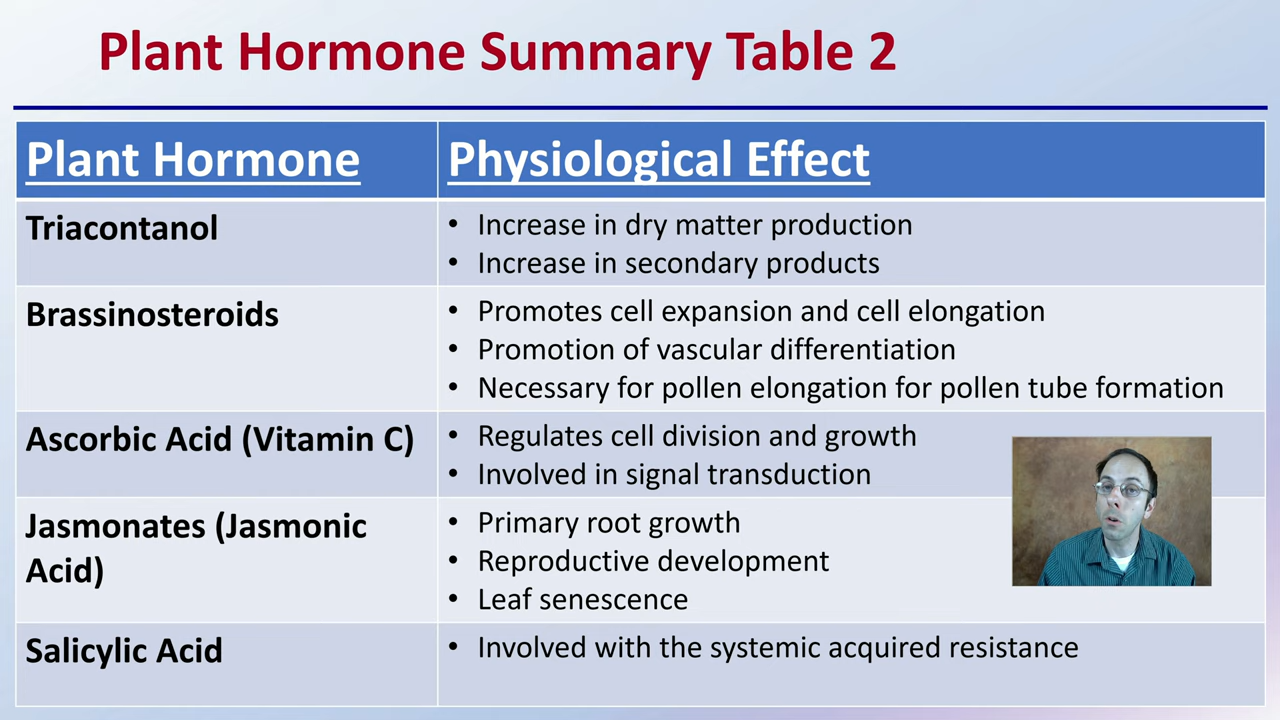 Plant Hormone Summary Table 2
Plant Hormone
Physiological Effect
Triacontanol
• Increase in dry matter production
• Increase in secondary products
Brassinosteroids
• Promotes cell expansion and cell elongation
• Promotion of vascular differentiation
• Necessary for pollen elongation for pollen tube formation
Ascorbic Acid (Vitamin C)
• Regulates cell division and growth
• Involved in signal transduction
Jasmonates (Jasmonic
Acid)
• Primary root growth
• Reproductive development
• Leaf senescence
Salicylic Acid
• Involved with the systemic acquired resistance